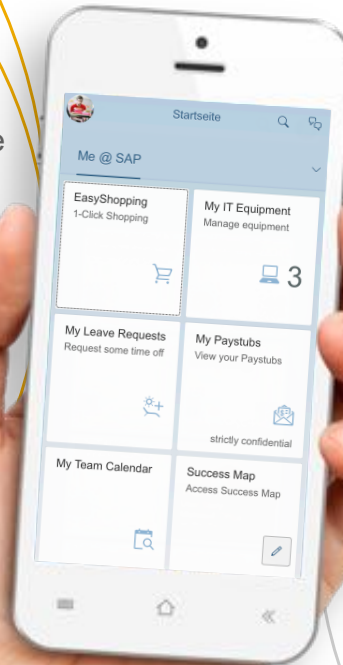 e
Startseite
Me @ SAP
EasyShopping
1-Click Shopping
My IT Equipment
Manage equipment
3
My Leave Requests
Request some time off
My Paystubs
View your Paystubs
strictly confidential
My Team Calendar
Success Map
Access Success Map